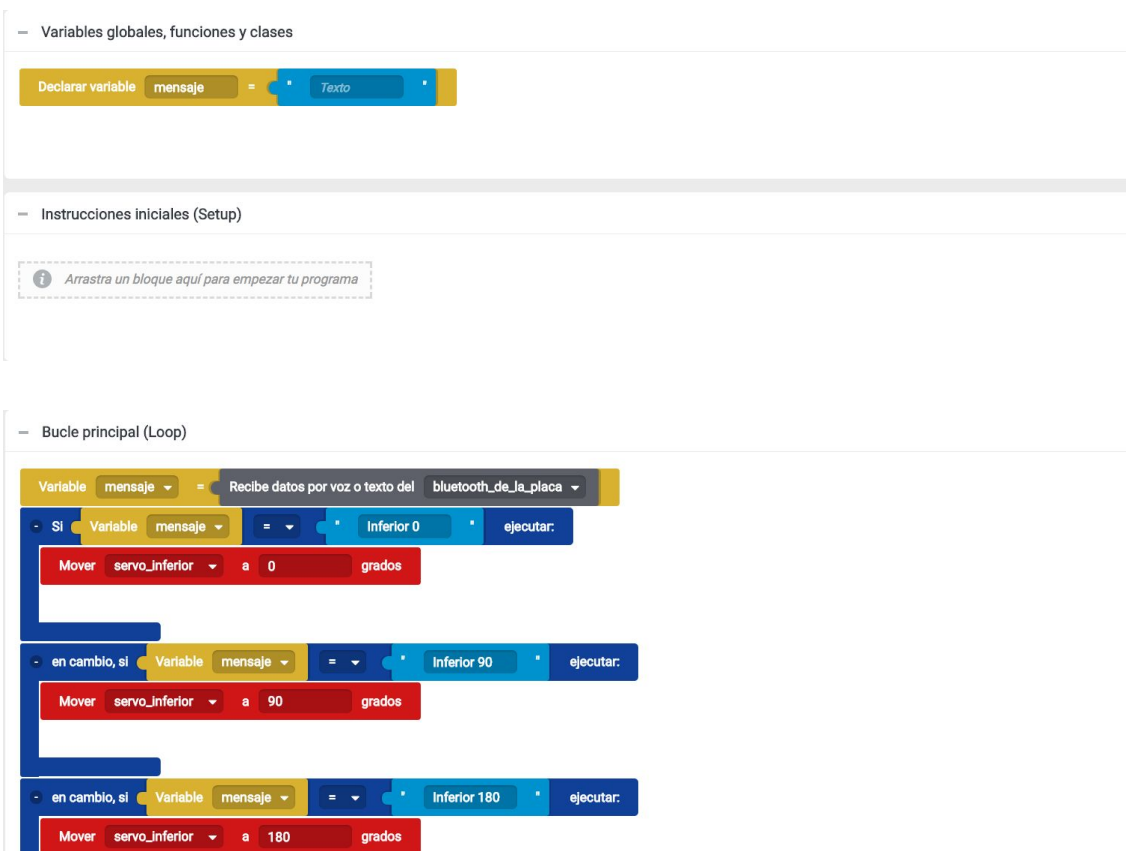 Variables globales, funciones y clases
Declarar variable mensaje = " Texto "
Instrucciones iniciales (Setup)
Arrastra un bloque aquí para empezar tu programa
Bucle principal (Loop)
Variable mensaje = Recibe datos por voz o texto del bluetooth_de_la_placa
Si Variable mensaje = " Inferior 0 " ejecutar:
Mover servo_inferior a 0 grados
en cambio, si Variable mensaje = " Inferior 90 " ejecutar:
Mover servo_inferior a 90 grados
en cambio, si Variable mensaje = " Inferior 180 " ejecutar:
Mover servo_inferior a 180 grados